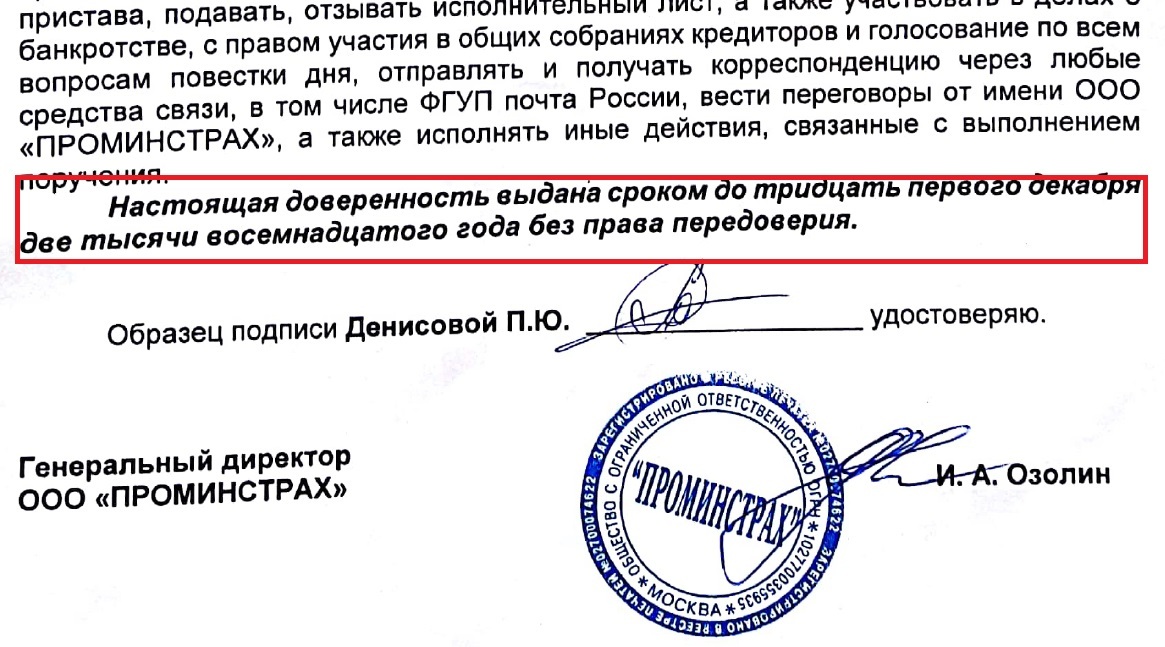 пристава, подавать, отзывать исполнительный лист, а также участвовать в делах о
банкротстве, с правом участия в общих собраниях кредиторов и голосование по всем
вопросам повестки дня, отправлять и получать корреспонденцию через любые
средства связи, в том числе ФГУП почта России, вести переговоры от имени ООО
«ПРОМИНСТРАХ», а также исполнять иные действия, связанные с выполнением
поручения.
Настоящая доверенность выдана сроком до тридцать первого декабря
две тысячи восемнадцатого года без права передоверия.
Образец подписи Денисовой П.Ю. удостоверяю.
Генеральный директор
ООО «ПРОМИНСТРАХ»
И. А. Озолин
ЗАРЕГИСТРИРОВАНО В РЕЕСТРЕ ПЕЧАТЕЙ №02700074622
ОБЩЕСТВО С ОГРАНИЧЕННОЙ ОТВЕТСТВЕННОСТЬЮ ОГРН * 1027700355935 * МОСКВА *
"ПРОМИНСТРАХ"